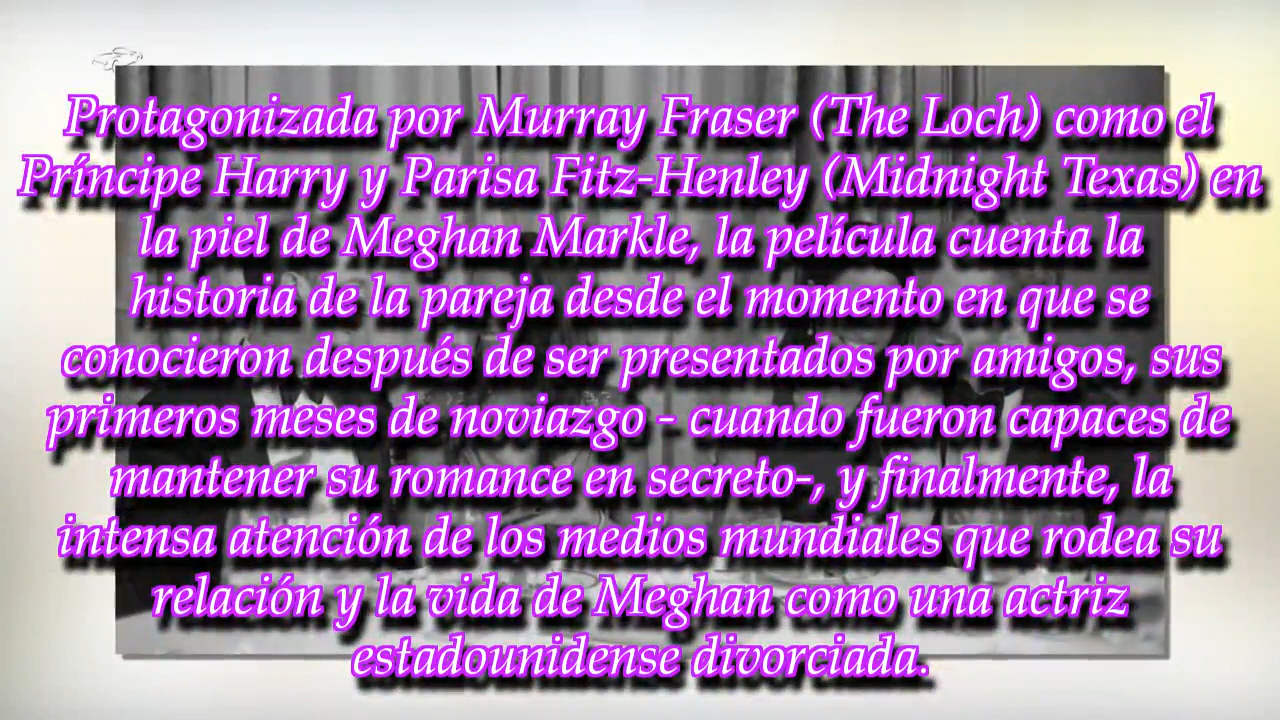 Protagonizada por Murray Fraser (The Loch) como el
Príncipe Harry y Parisa Fitz-Henley (Midnight Texas) en
la piel de Meghan Markle, la película cuenta la
historia de la pareja desde el momento en que se
conocieron después de ser presentados por amigos, sus
primeros meses de noviazgo - cuando fueron capaces de
mantener su romance en secreto-, y finalmente, la
intensa atención de los medios mundiales que rodea su
relación y la vida de Meghan como una actriz
estadounidense divorciada.